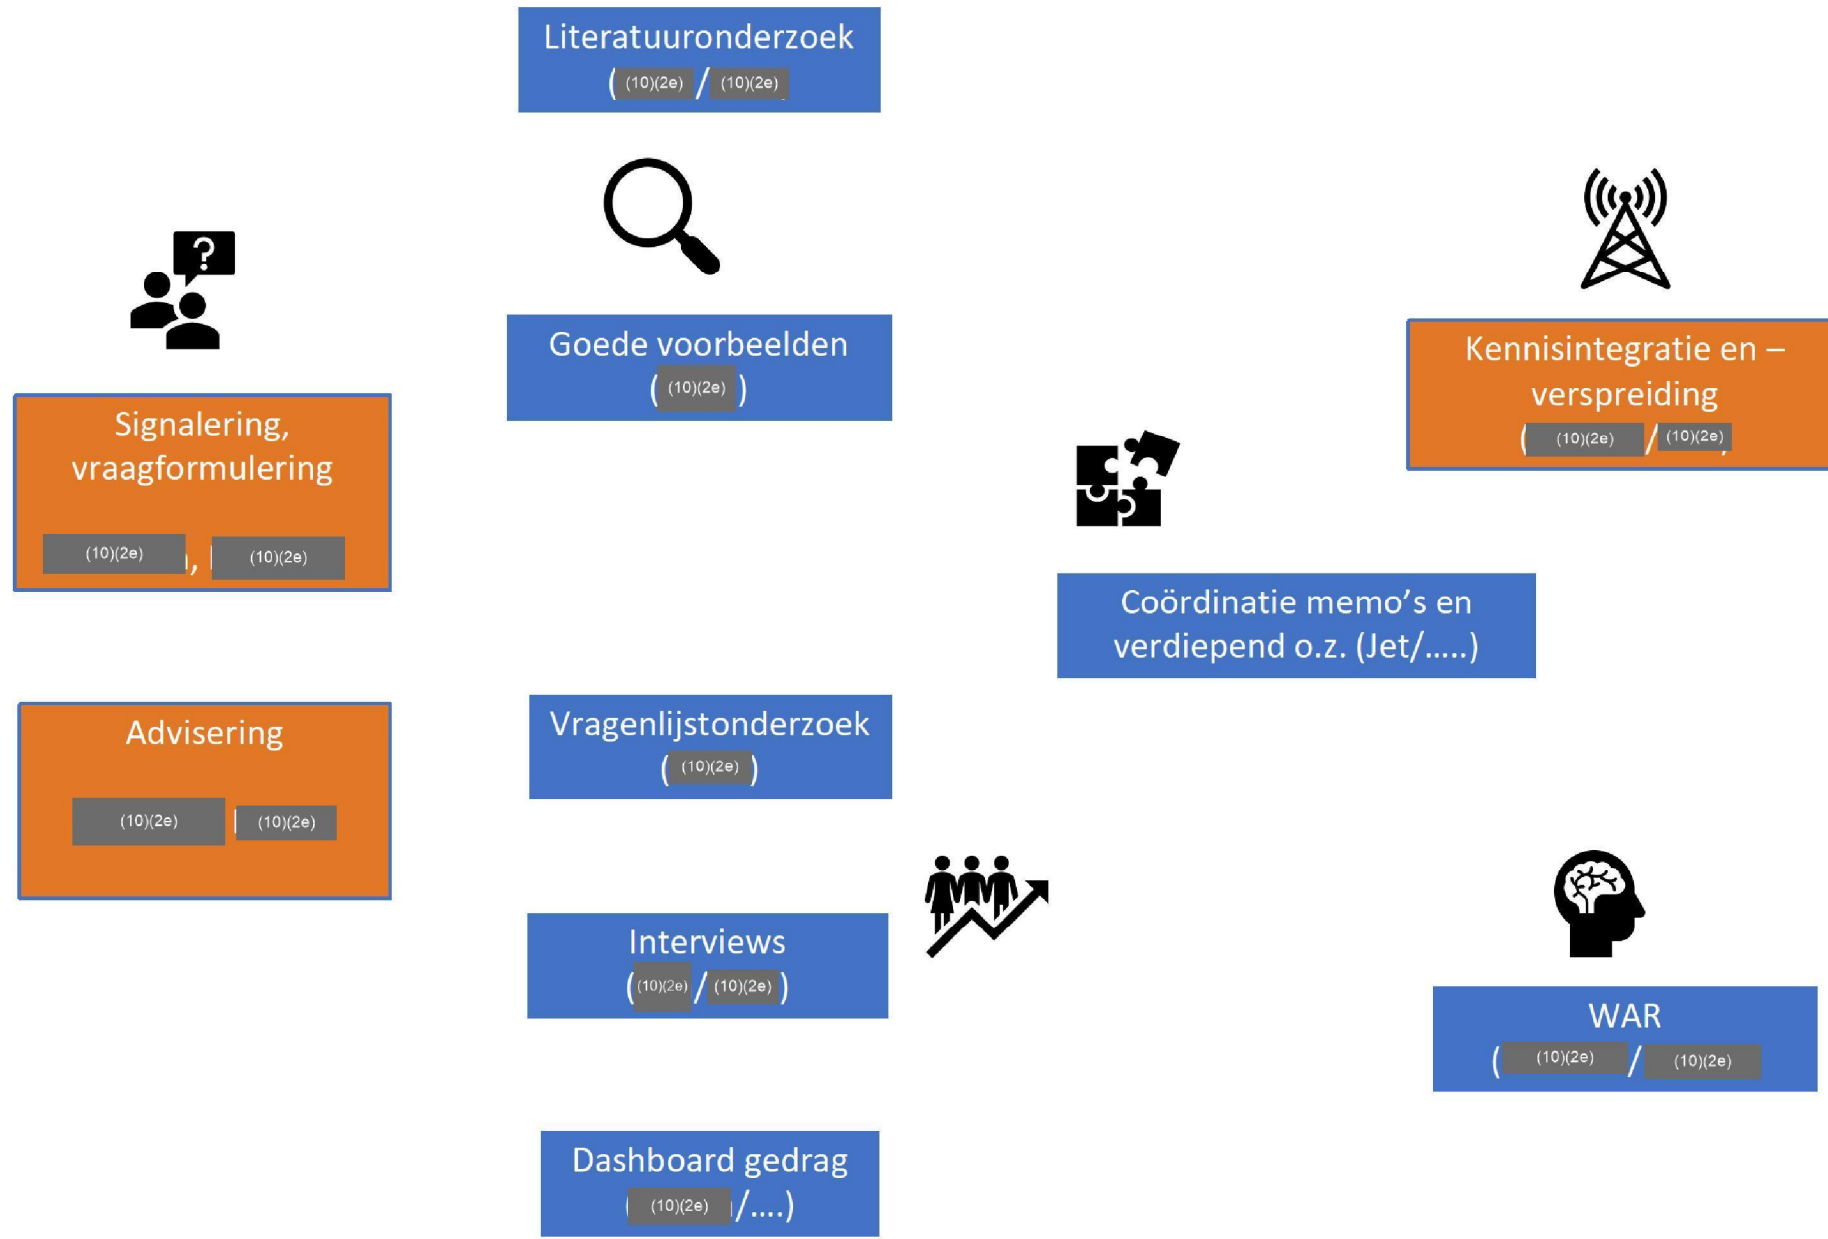 Literatuuronderzoek
((10)(2e)/(10)(2e)
?
Goede voorbeelden
((10)(2e))
Signalering,
vraagformulering
(10)(2e), (10)(2e)
Kennisintegratie en –
verspreiding
((10)(2e)/(10)(2e)
Coördinatie memo's en
verdiepend o.z. (Jet/.....)
Advisering
(10)(2e) (10)(2e)
Vragenlijstonderzoek
((10)(2e))
Interviews
((10)(2e)/(10)(2e))
WAR
((10)(2e)/(10)(2e)
Dashboard gedrag
((10)(2e)/....)